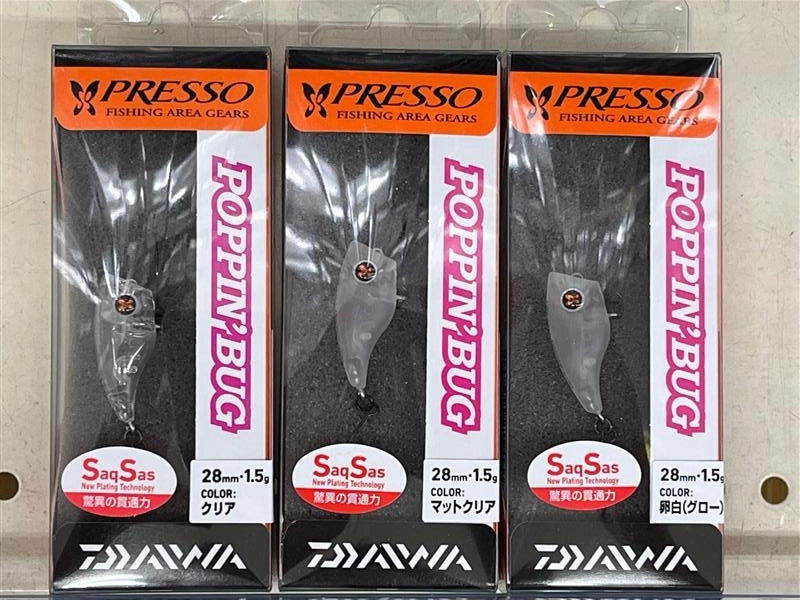 PRESSO
FISHING AREA GEARS
POPPIN'BUG
SaqSas
New Plating Technology
驚異の貫通力
28mm・1.5g
COLOR:
クリア
DAIWA
PRESSO
FISHING AREA GEARS
POPPIN'BUG
SaqSas
New Plating Technology
驚異の貫通力
28mm・1.5g
COLOR:
マットクリア
DAIWA
PRESSO
FISHING AREA GEARS
POPPIN'BUG
SaqSas
New Plating Technology
驚異の貫通力
28mm・1.5g
COLOR:
卵白(グロー)
DAIWA